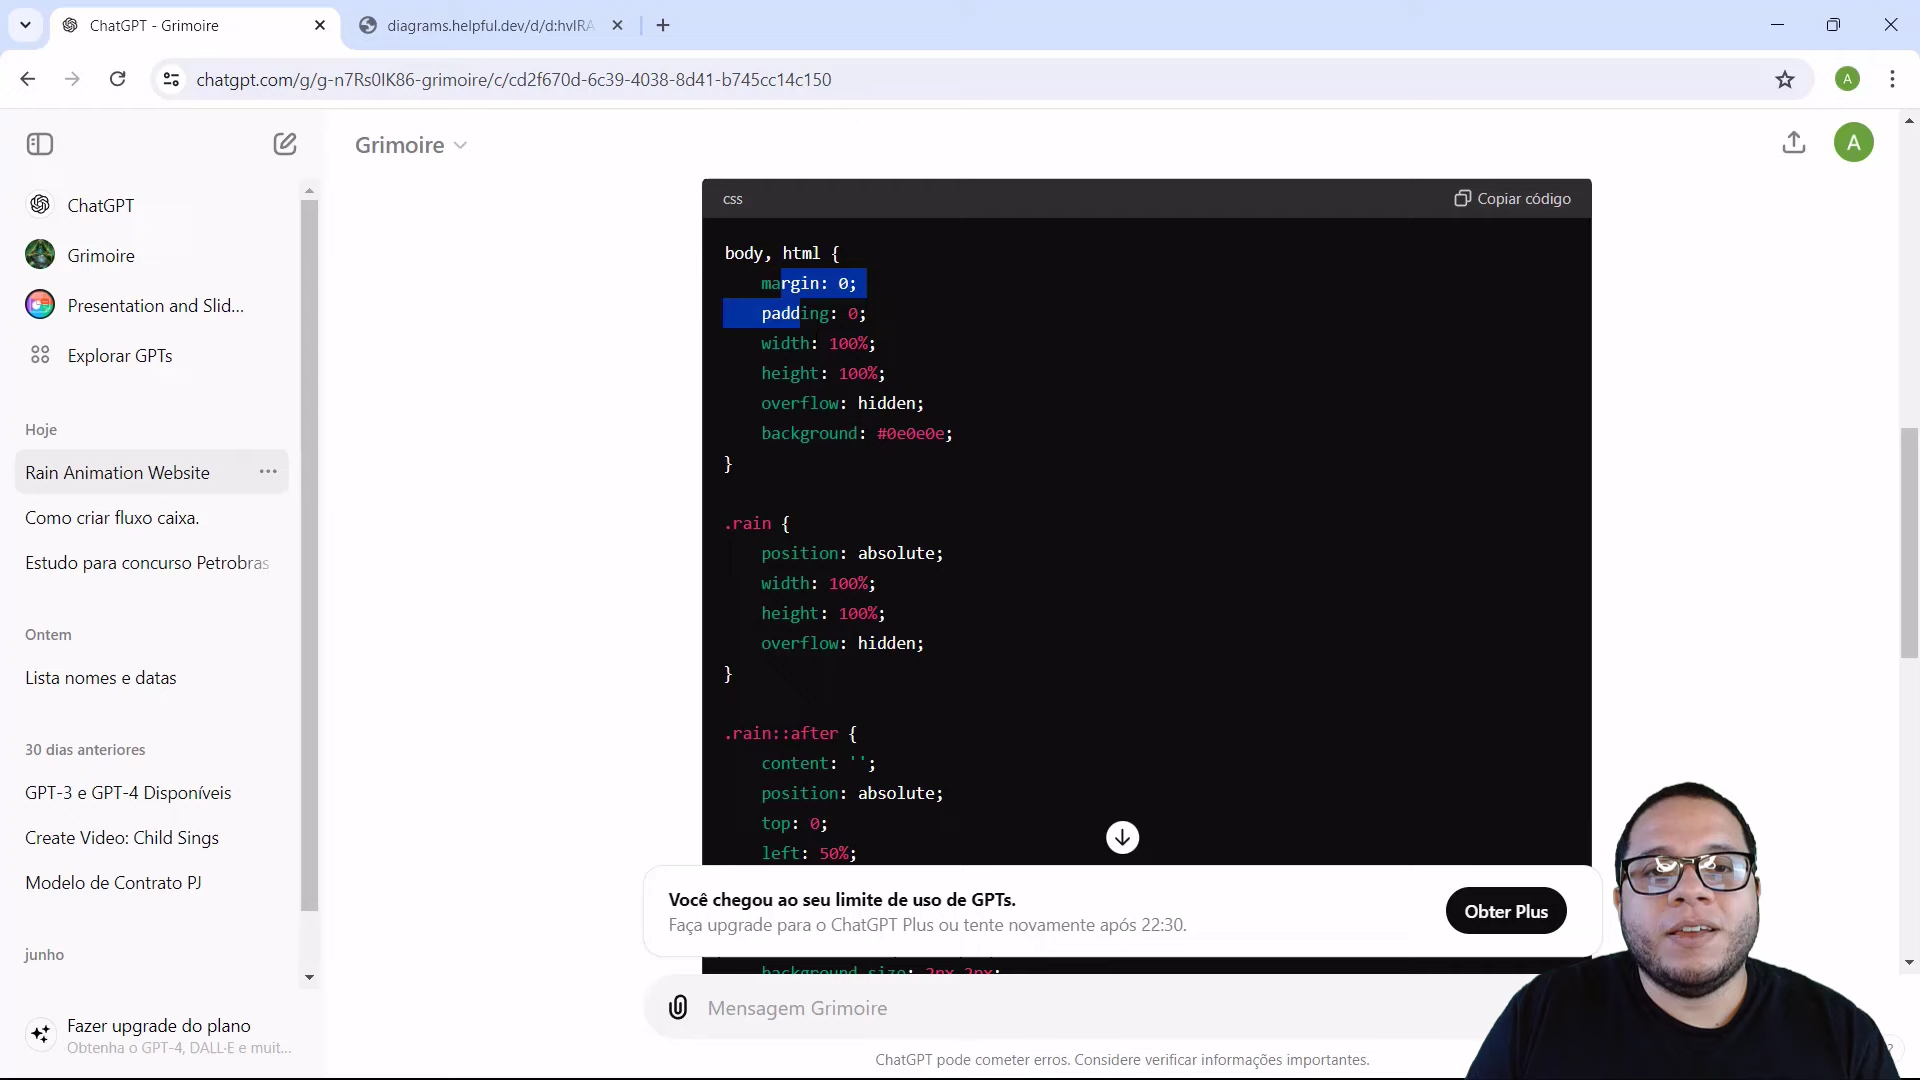 ChatGPT - Grimoire
diagrams.helpful.dev/d/d:hvIRA
chatgpt.com/g/g-n7Rs0IK86-grimoire/c/cd2f670d-6c39-4038-8d41-b745cc14c150
A
Grimoire
A
ChatGPT
Grimoire
Presentation and Slid...
Explorar GPTs
Hoje
Rain Animation Website
Como criar fluxo caixa.
Estudo para concurso Petrobras
Ontem
Lista nomes e datas
30 dias anteriores
GPT-3 e GPT-4 Disponíveis
Create Video: Child Sings
Modelo de Contrato PJ
junho
Fazer upgrade do plano
Obtenha o GPT-4, DALL·E e muit...
css
Copiar código
body, html {
margin: 0;
padding: 0;
width: 100%;
height: 100%;
overflow: hidden;
background: #0e0e0e;
}
.rain {
position: absolute;
width: 100%;
height: 100%;
overflow: hidden;
}
.rain::after {
content: '';
position: absolute;
top: 0;
left: 50%;
Você chegou ao seu limite de uso de GPTs.
Faça upgrade para o ChatGPT Plus ou tente novamente após 22:30.
Obter Plus
background-size: 2px 2px;
Mensagem Grimoire
ChatGPT pode cometer erros. Considere verificar informações importantes.